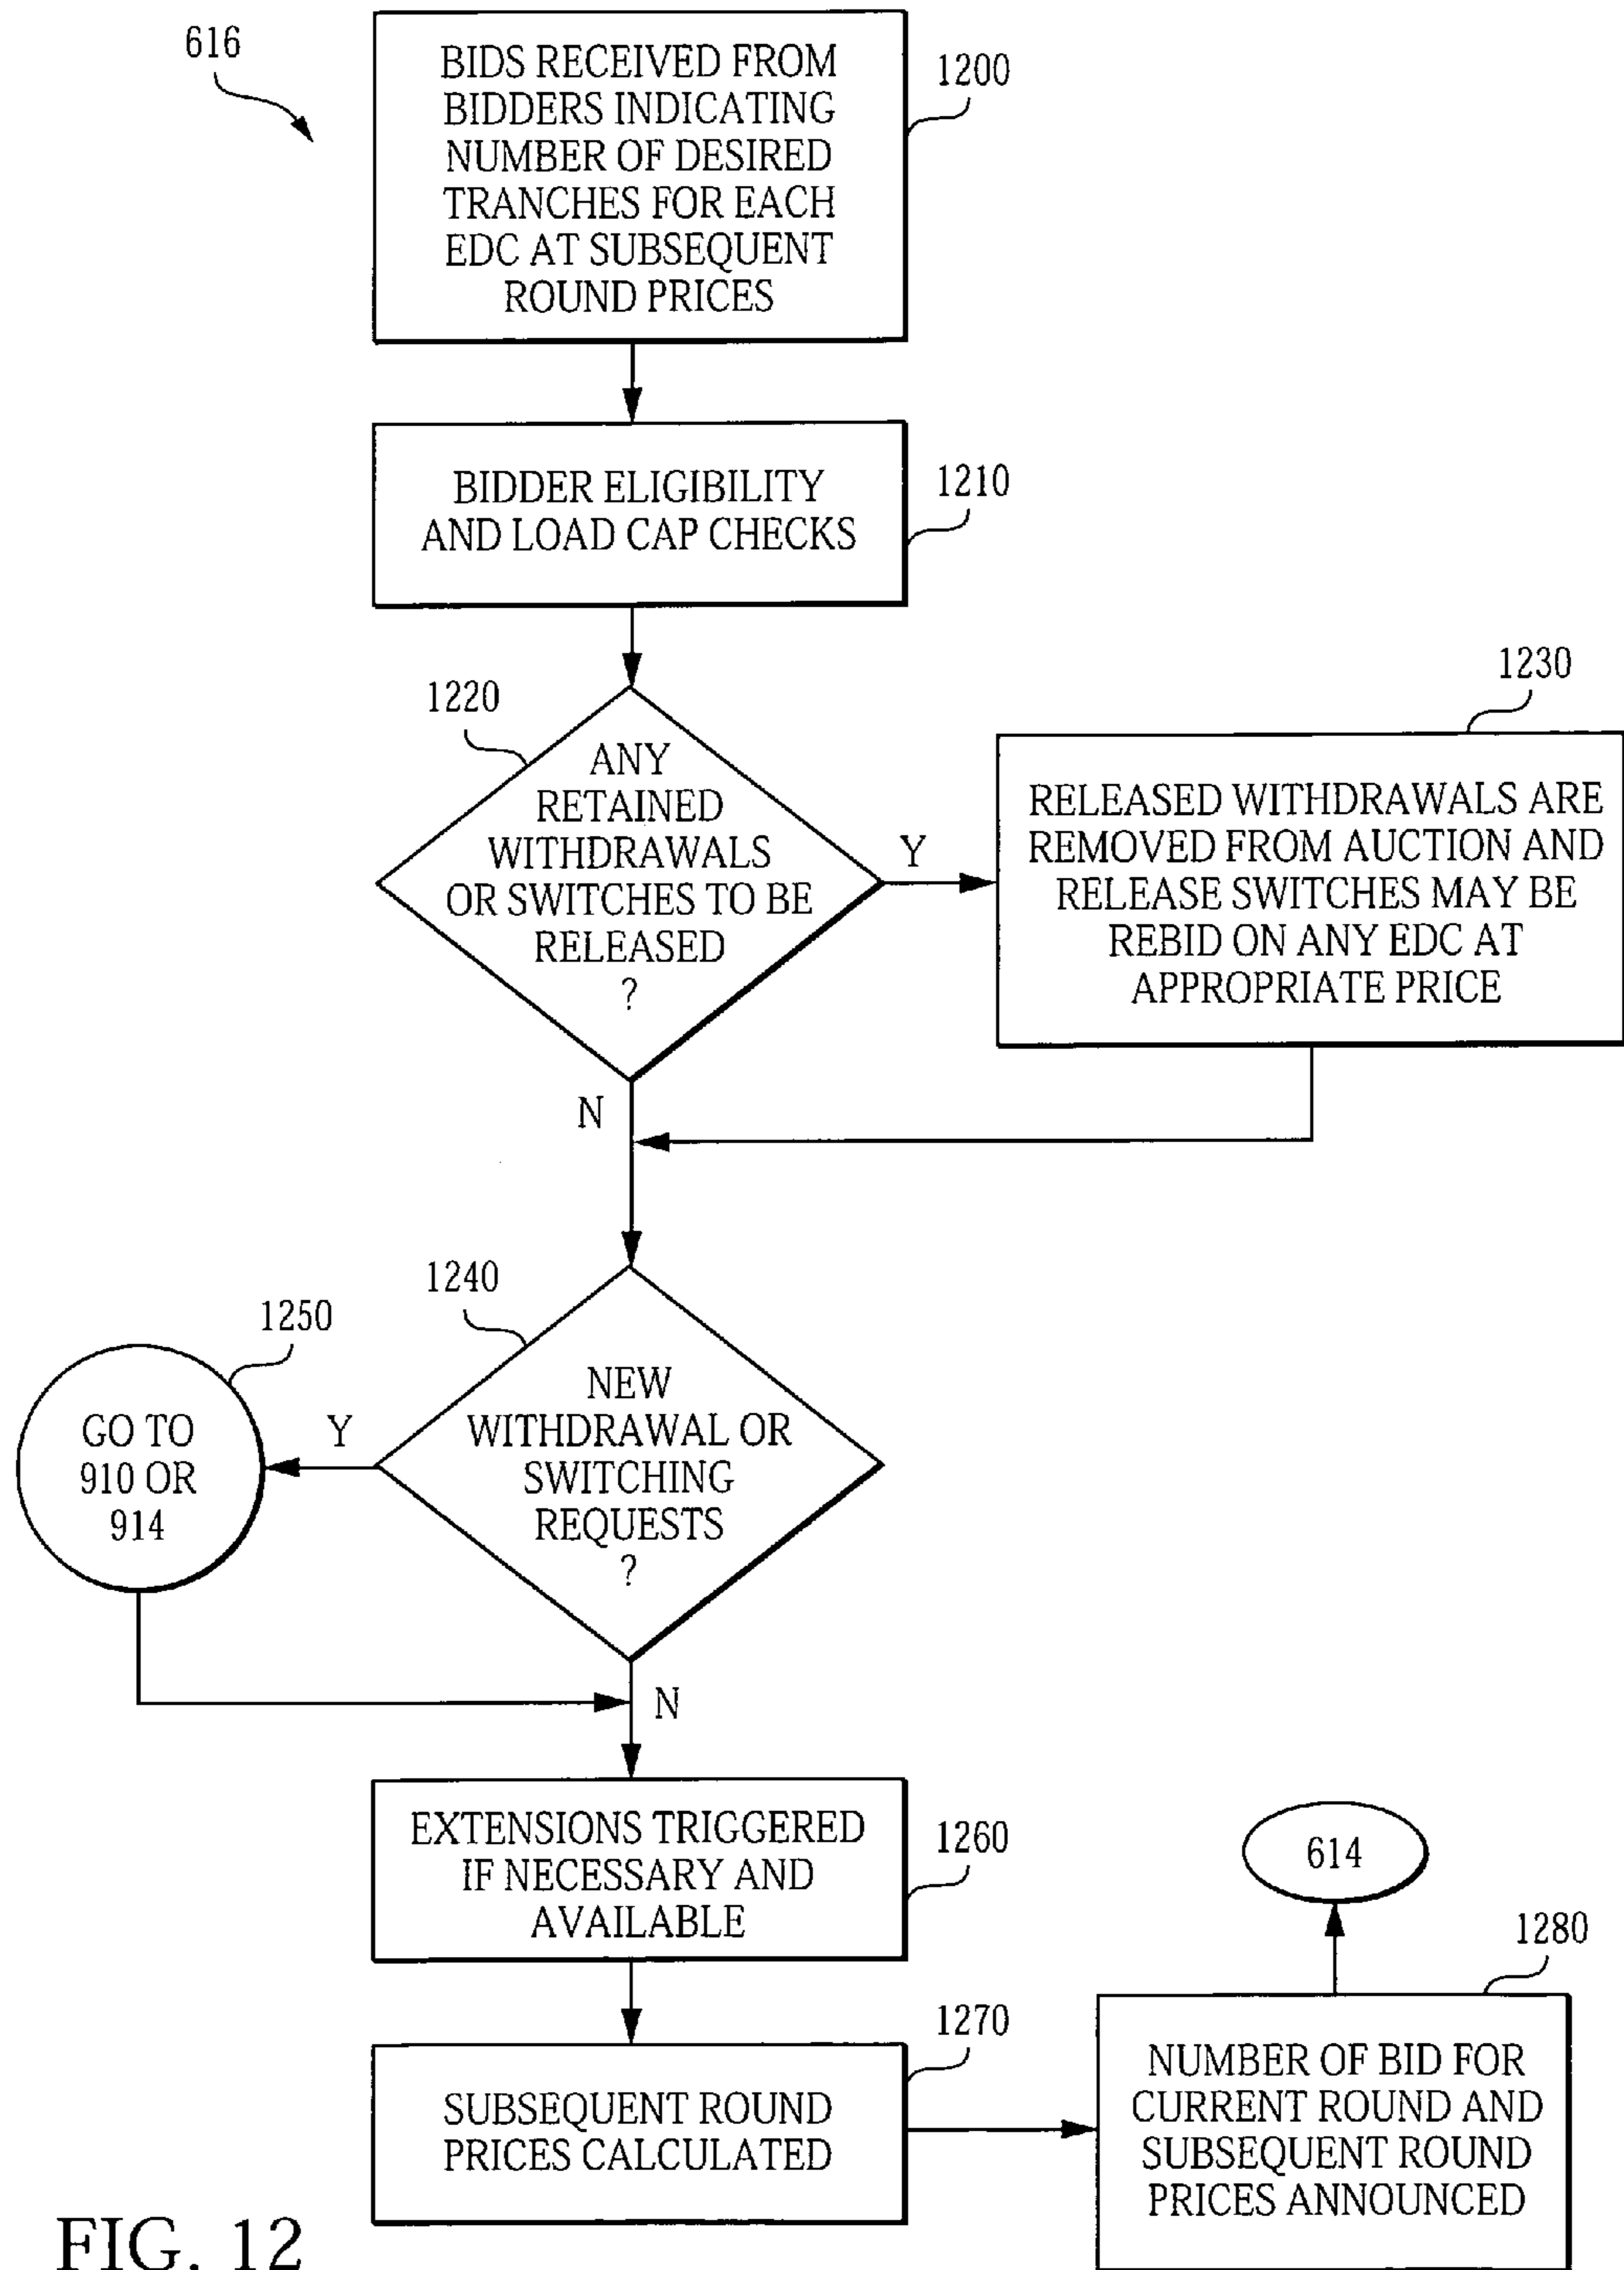 616
BIDS RECEIVED FROM
BIDDERS INDICATING
NUMBER OF DESIRED
TRANCHES FOR EACH
EDC AT SUBSEQUENT
ROUND PRICES
1200
BIDDER ELIGIBILITY
AND LOAD CAP CHECKS
1210
1220
ANY
RETAINED
WITHDRAWALS
OR SWITCHES TO BE
RELEASED
?
Y
N
1230
RELEASED WITHDRAWALS ARE
REMOVED FROM AUCTION AND
RELEASE SWITCHES MAY BE
REBID ON ANY EDC AT
APPROPRIATE PRICE
1240
NEW
WITHDRAWAL OR
SWITCHING
REQUESTS
?
Y
N
1250
GO TO
910 OR
914
EXTENSIONS TRIGGERED
IF NECESSARY AND
AVAILABLE
1260
SUBSEQUENT ROUND
PRICES CALCULATED
1270
614
1280
NUMBER OF BID FOR
CURRENT ROUND AND
SUBSEQUENT ROUND
PRICES ANNOUNCED
FIG. 12